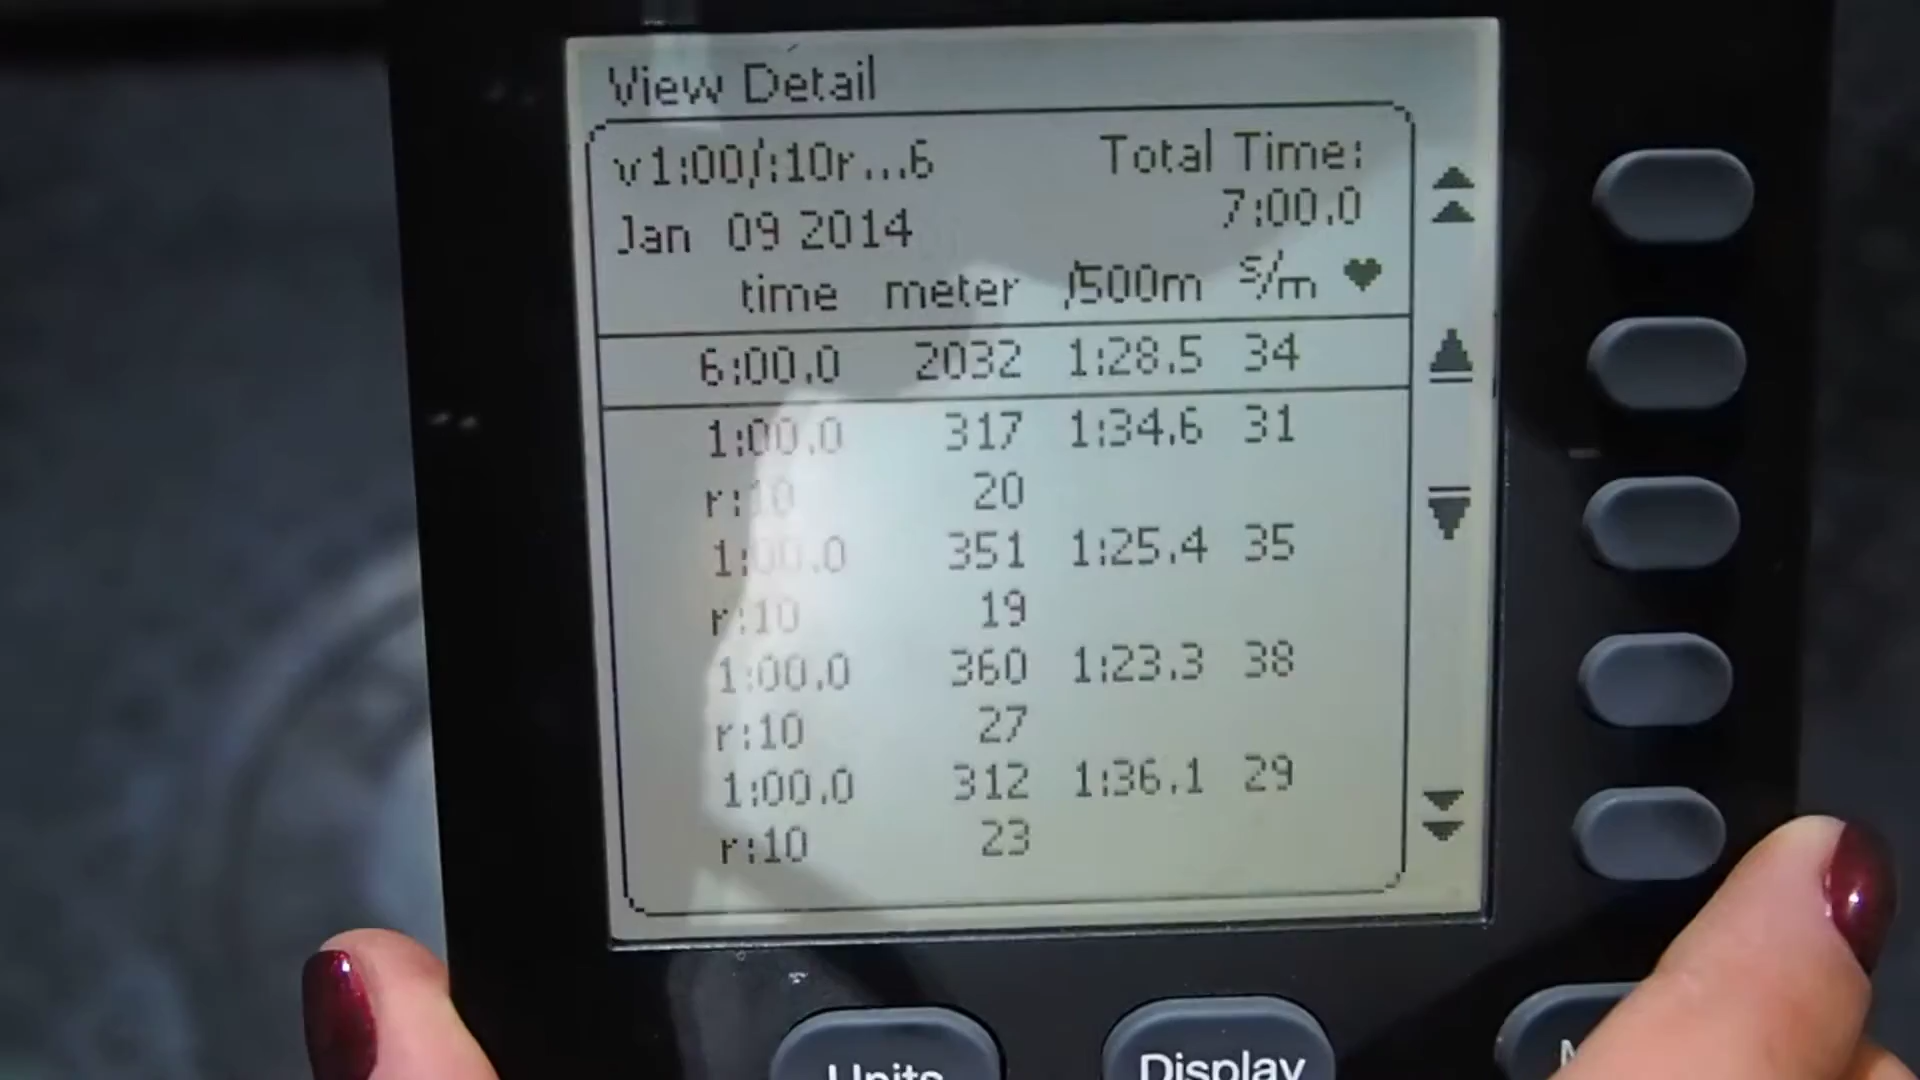 View Detail
v1:00/:10r...6 Total Time:
7:00.0
Jan 09 2014
time meter /500m s/m ♥
6:00.0 2032 1:28.5 34
1:00.0 317 1:34.6 31
r:10 20
1:00.0 351 1:25.4 35
r:10 19
1:00.0 360 1:23.3 38
r:10 27
1:00.0 312 1:36.1 29
r:10 23
Units Display